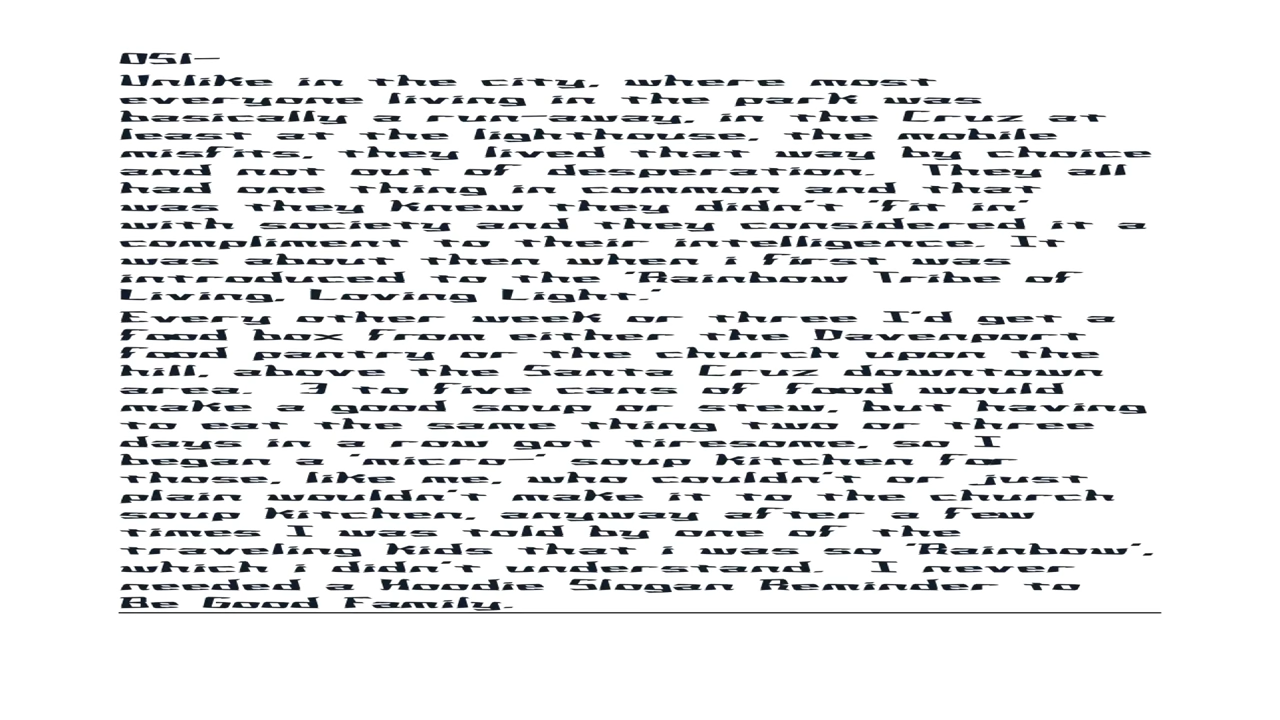 OSI—
Unlike in the city, where most
everyone living in the park was
basically a run-away, in the Cruz at
least at the lighthouse, the mobile
misfits, they lived that way by choice
and not out of desperation.  They all
had one thing in common and that
was they knew they didn't 'fit in'
with society and they considered it a
compliment to their intelligence. It
was about then when i first was
introduced to the 'Rainbow Tribe of
Living, Loving Light.'
Every other week or three I'd get a
food box from either the Davenport
food pantry or the church upon the
hill, above the Santa Cruz downtown
area.  3 to five cans of food would
make a good soup or stew, but having
to eat the same thing two or three
days in a row got tiresome, so I
began a 'micro-' soup kitchen for
those, like me, who couldn't or just
plain wouldn't make it to the church
soup kitchen, anyway after a few
times I was told by one of the
traveling kids that i was so 'Rainbow',
which i didn't understand.  I never
needed a Hoodie Slogan Reminder to
Be Good Family.